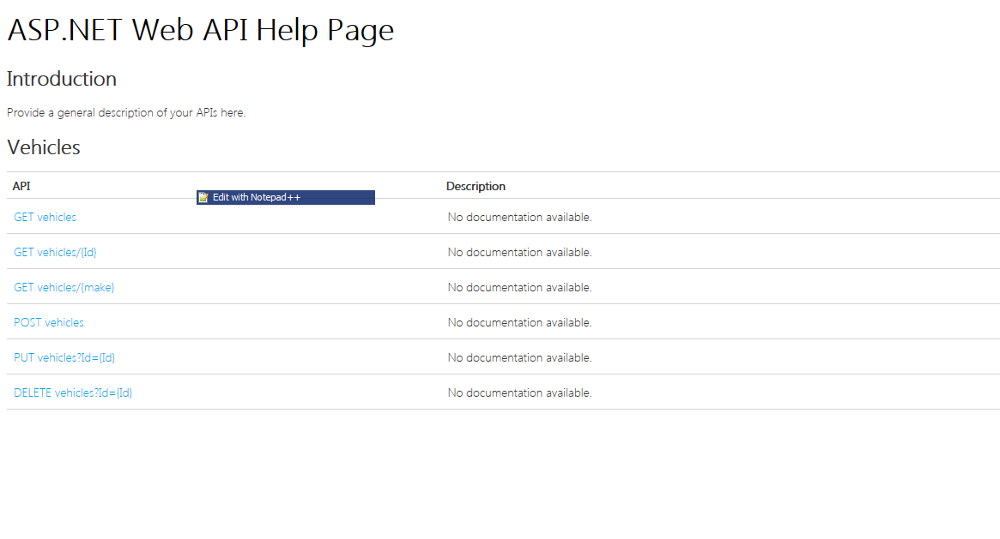 ASP.NET Web API Help Page
Introduction
Provide a general description of your APIs here.
Vehicles
API Description
Edit with Notepad++
GET vehicles No documentation available.
GET vehicles/{Id} No documentation available.
GET vehicles/{make} No documentation available.
POST vehicles No documentation available.
PUT vehicles?Id={Id} No documentation available.
DELETE vehicles?Id={Id} No documentation available.